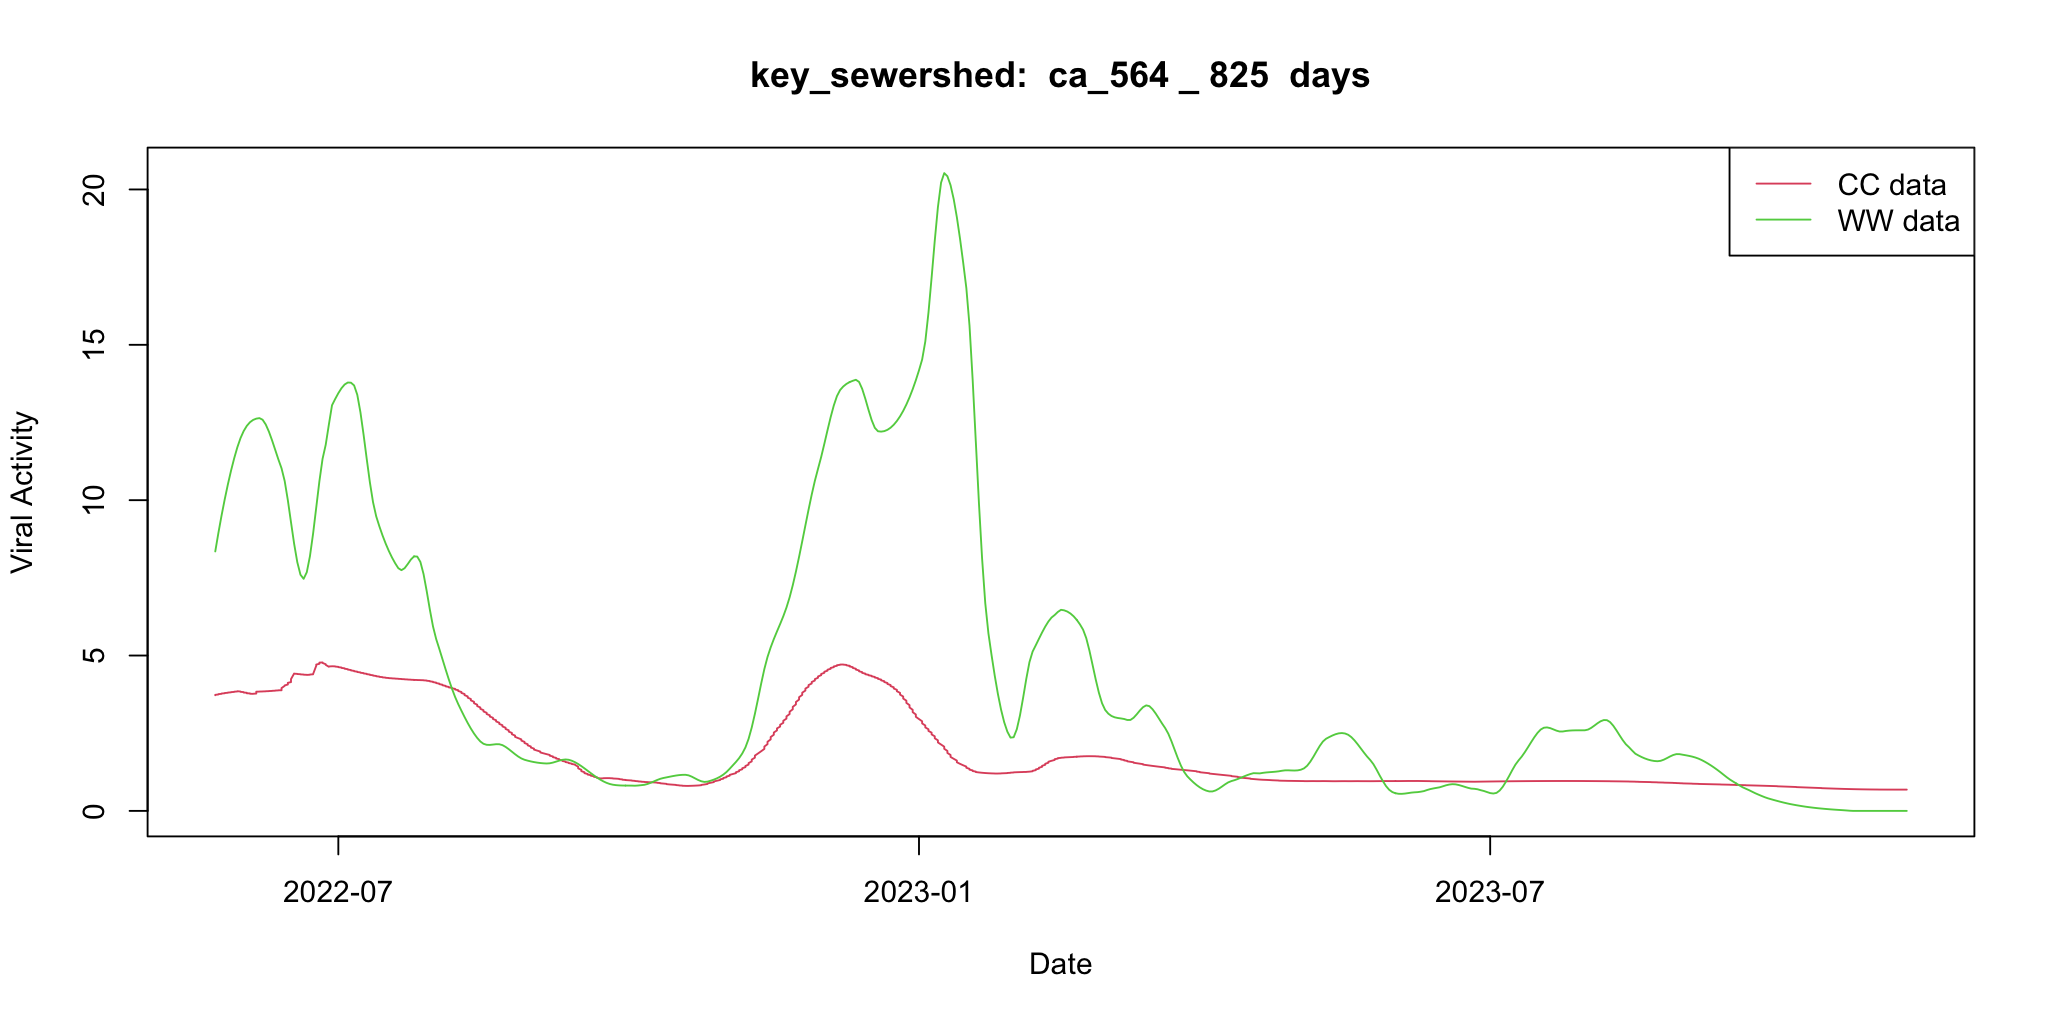 key_sewershed:  ca_564 _ 825  days
CC data
WW data
Viral Activity
20
15
10
5
0
2022-07
2023-01
2023-07
Date